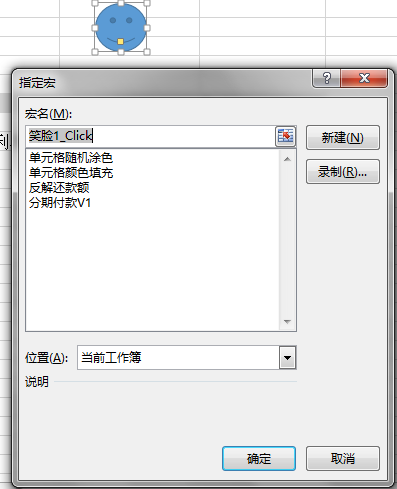 指定宏
宏名(M):
利
笑脸1_Click
新建(N)
单元格随机涂色
单元格颜色填充
录制(R)...
反解还款额
分期付款V1
位置(A):
当前工作簿
说明
确定
取消